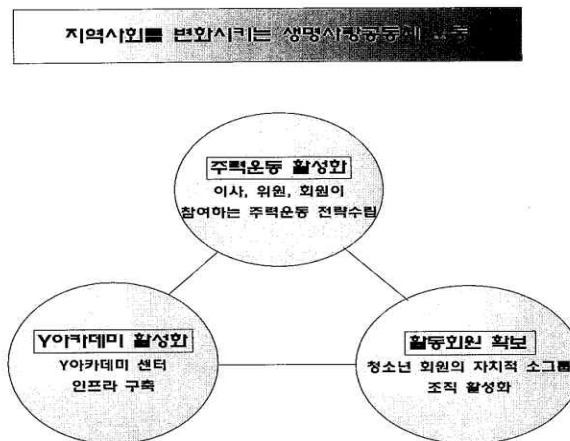 지역사회를 변화시키는 생명사랑공동체 운동
주력운동 활성화
이사, 위원, 회원이
참여하는 주력운동 전략수립
Y아카데미 활성화
Y아카데미 센터
인프라 구축
활동회원 확보
청소년 회원의 자치적 소그룹
조직 활성화